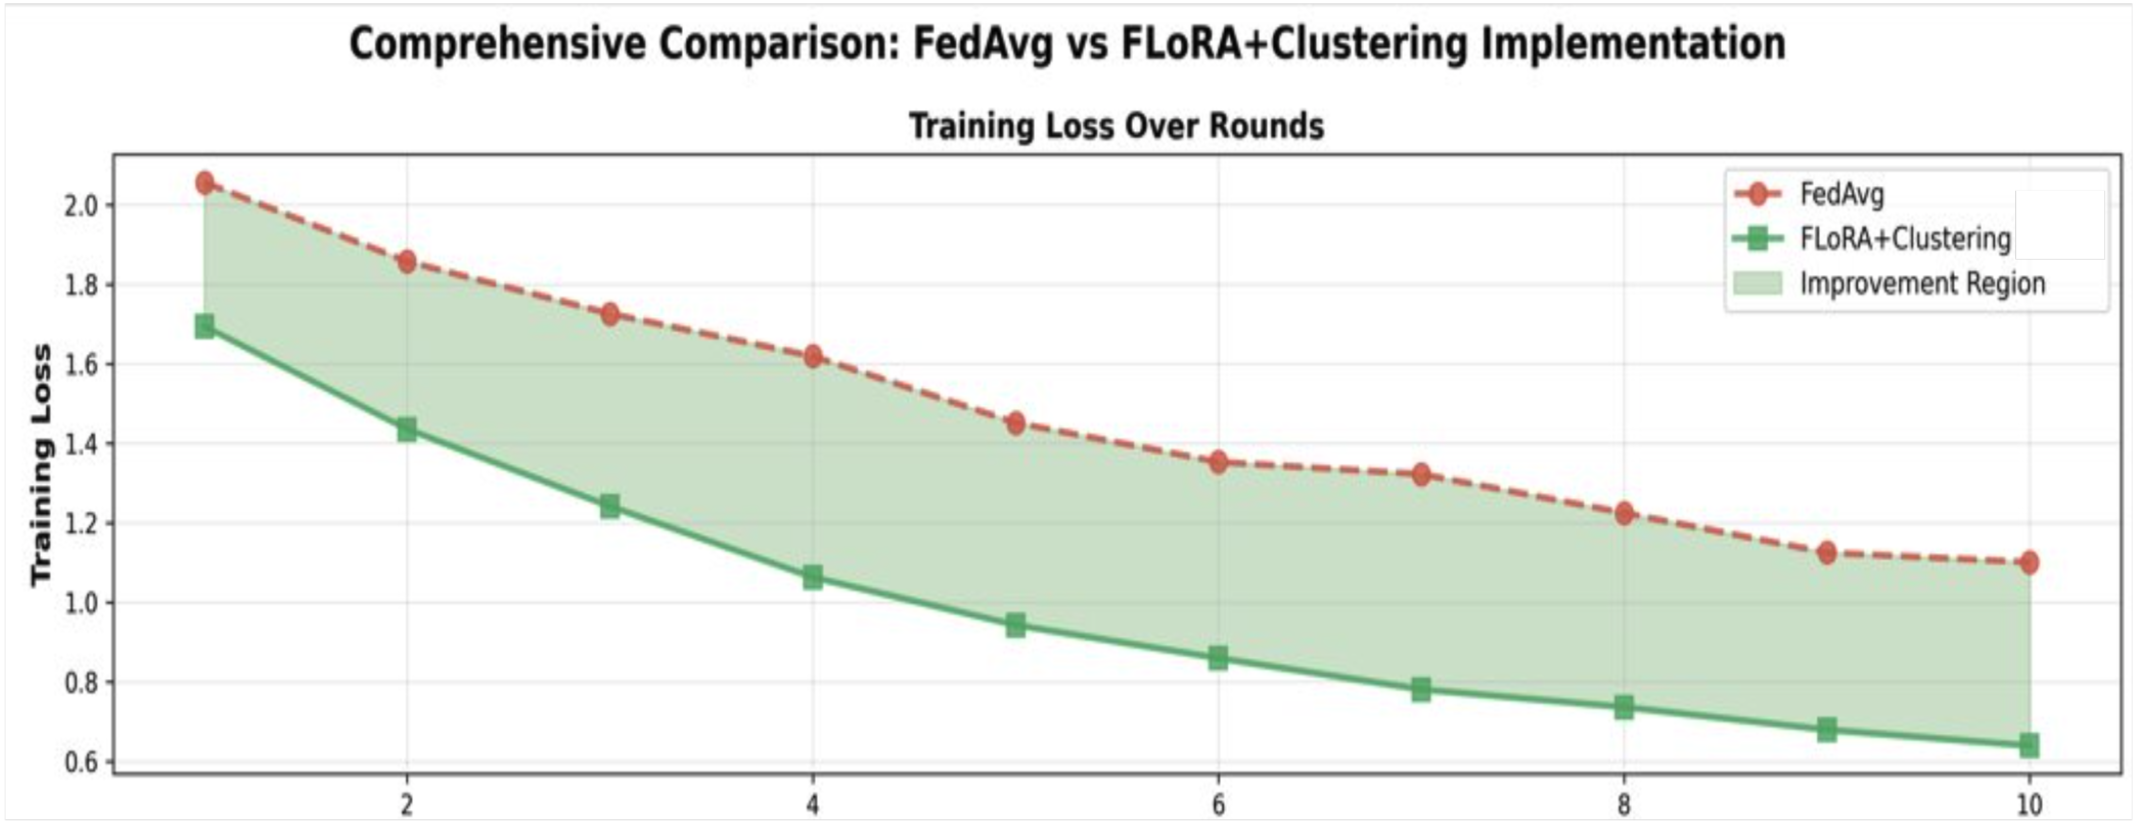 Comprehensive Comparison: FedAvg vs FLoRA+Clustering Implementation
Training Loss Over Rounds
FedAvg
FLoRA+Clustering
Improvement Region
Training Loss
2.0
1.8
1.6
1.4
1.2
1.0
0.8
0.6
2
4
6
8
10